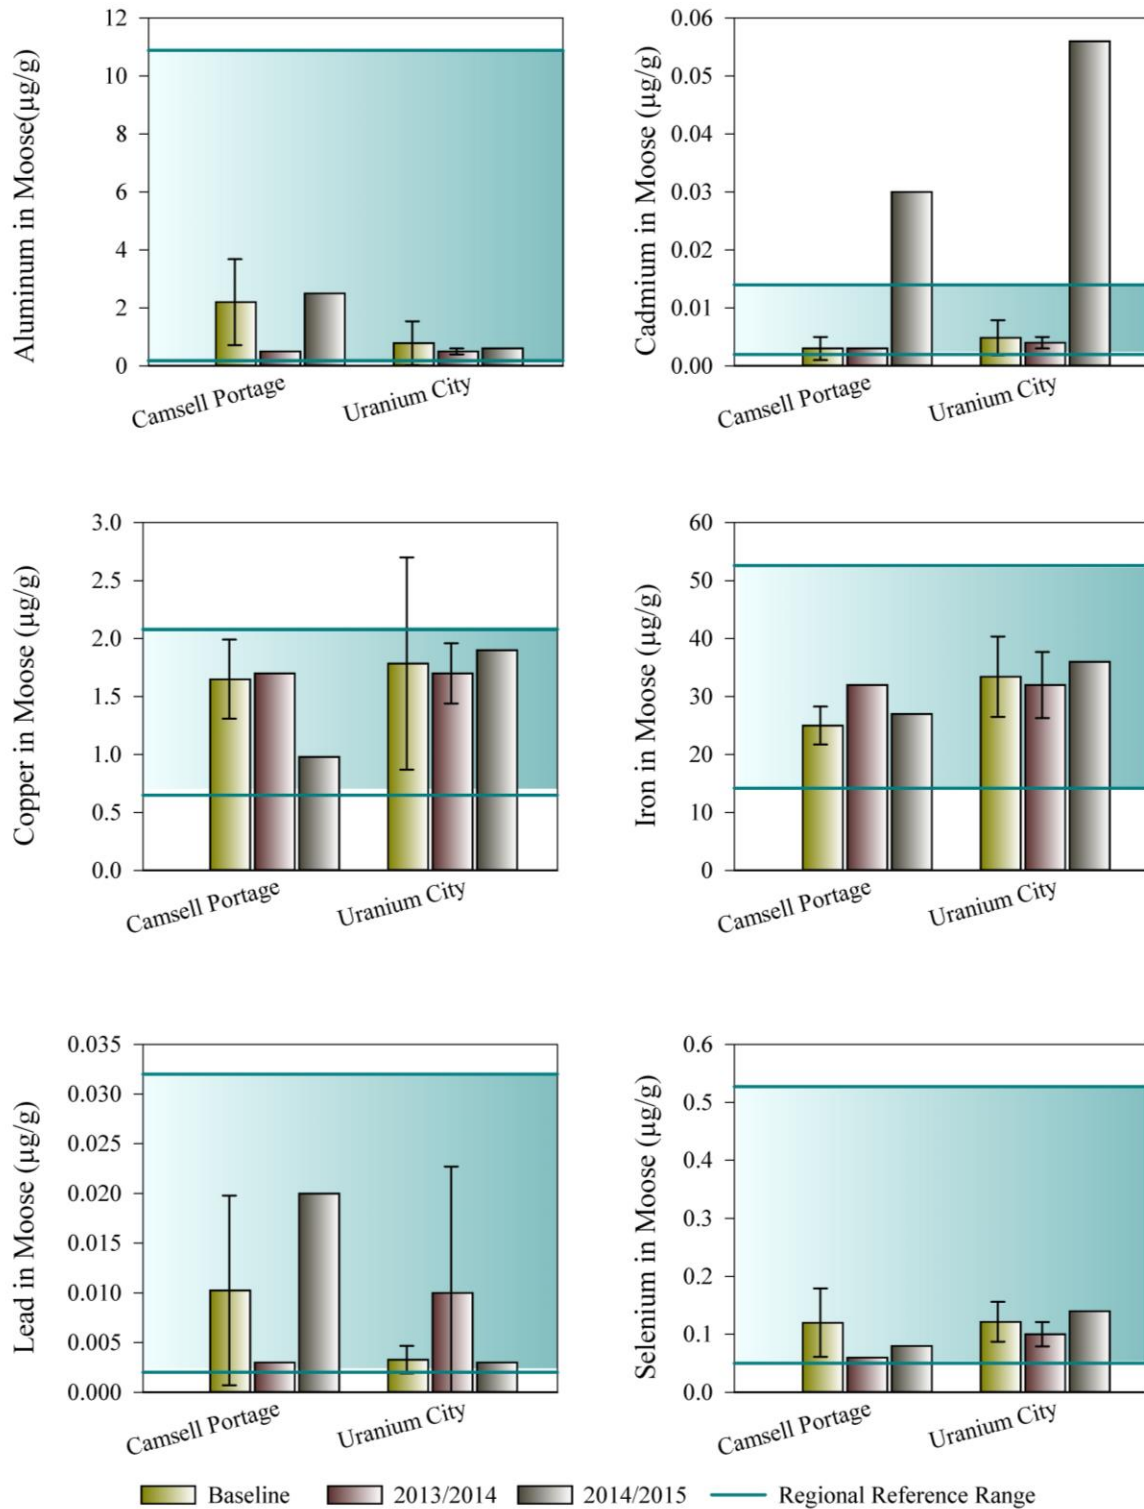 Aluminum in Moose(µg/g)
12
10
8
6
4
2
0
Camsell Portage
Uranium City
Cadmium in Moose (µg/g)
0.06
0.05
0.04
0.03
0.02
0.01
0.00
Camsell Portage
Uranium City
Copper in Moose (µg/g)
3.0
2.5
2.0
1.5
1.0
0.5
0.0
Camsell Portage
Uranium City
Iron in Moose (µg/g)
60
50
40
30
20
10
0
Camsell Portage
Uranium City
Lead in Moose (µg/g)
0.035
0.030
0.025
0.020
0.015
0.010
0.005
0.000
Camsell Portage
Uranium City
Selenium in Moose (µg/g)
0.6
0.5
0.4
0.3
0.2
0.1
0.0
Camsell Portage
Uranium City
Baseline 2013/2014 2014/2015 Regional Reference Range